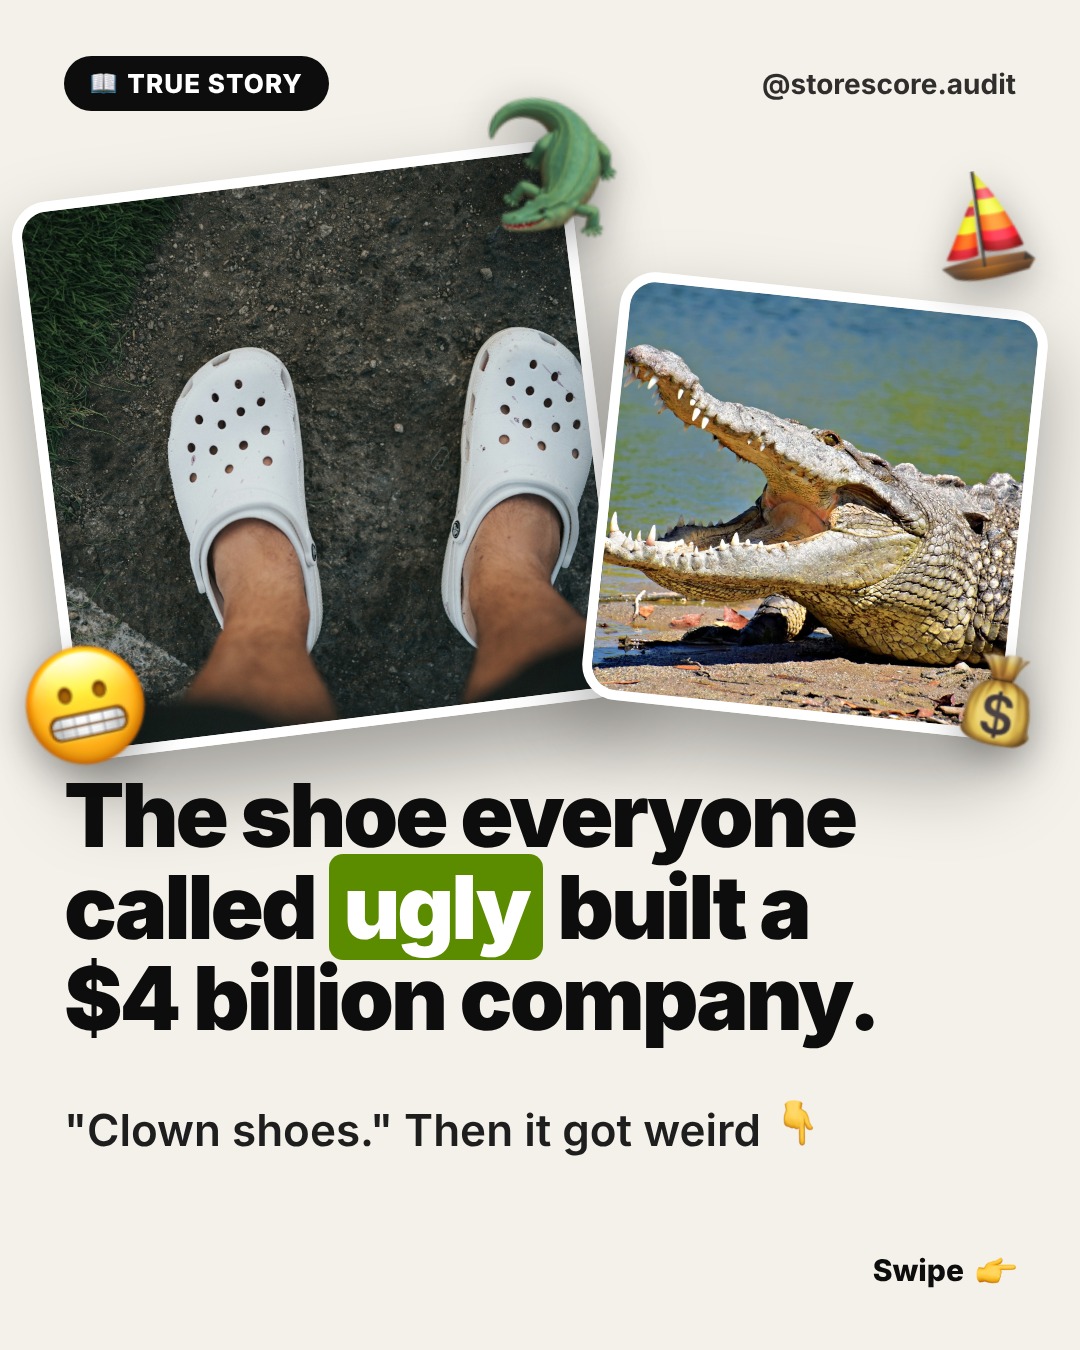 📖 TRUE STORY
@storescore.audit
The shoe everyone
called ugly built a
$4 billion company.
"Clown shoes." Then it got weird 👇
Swipe 👉